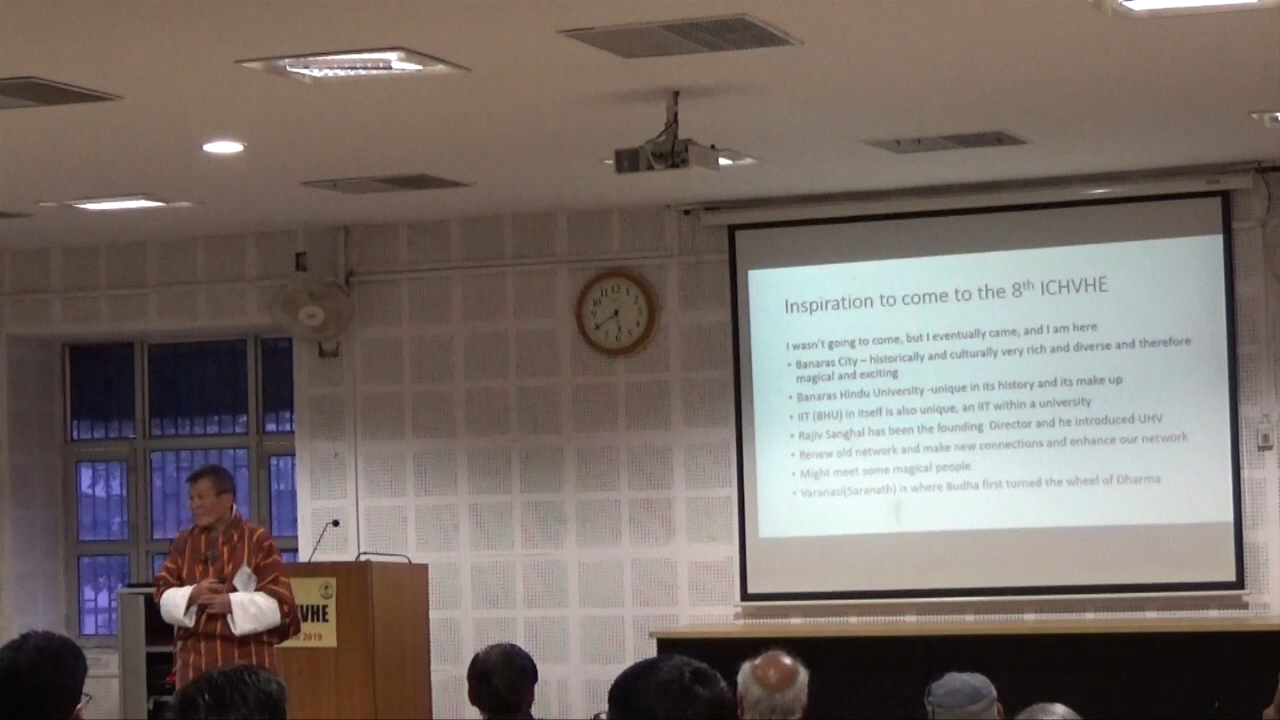 Inspiration to come to the 8th ICHVHE
I wasn't going to come, but I eventually came, and I am here
• Banaras City – historically and culturally very rich and diverse and therefore
magical and exciting
• Banaras Hindu University -unique in its history and its make up
• IIT (BHU) in itself is also unique, an IIT within a university
• Rajiv Sanghal has been the founding Director and he introduced UHV
• Renew old network and make new connections and enhance our network
• Might meet some magical people
• Varanasi(Saranath) is where Budha first turned the wheel of Dharma
HVHE
2019